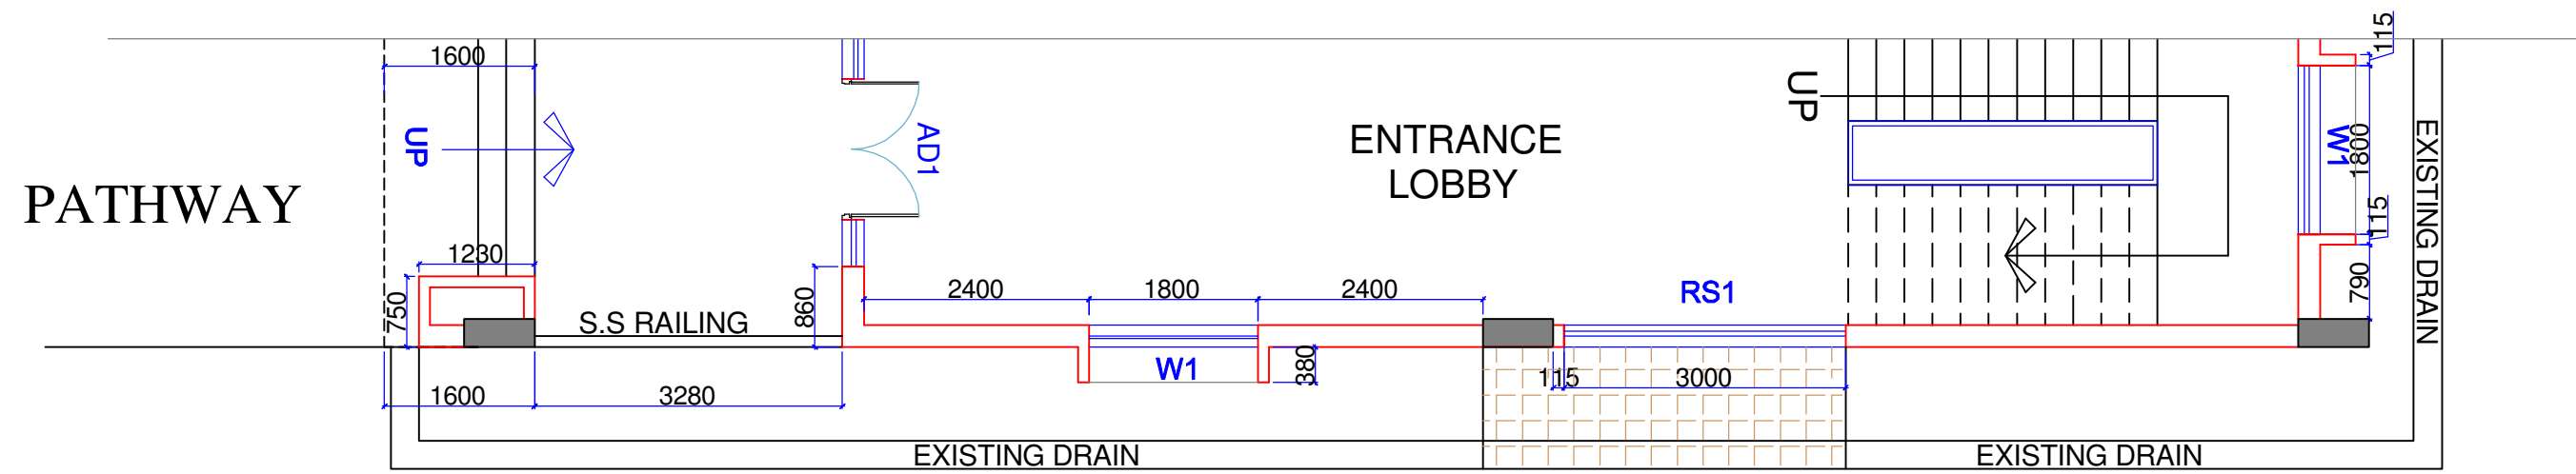 115
1600
UP
UP
AD1
ENTRANCE
LOBBY
W1
1800
EXISTING DRAIN
PATHWAY
115
1230
750
S.S RAILING
860
2400
1800
2400
RS1
790
W1
380
115
3000
1600
3280
EXISTING DRAIN
EXISTING DRAIN